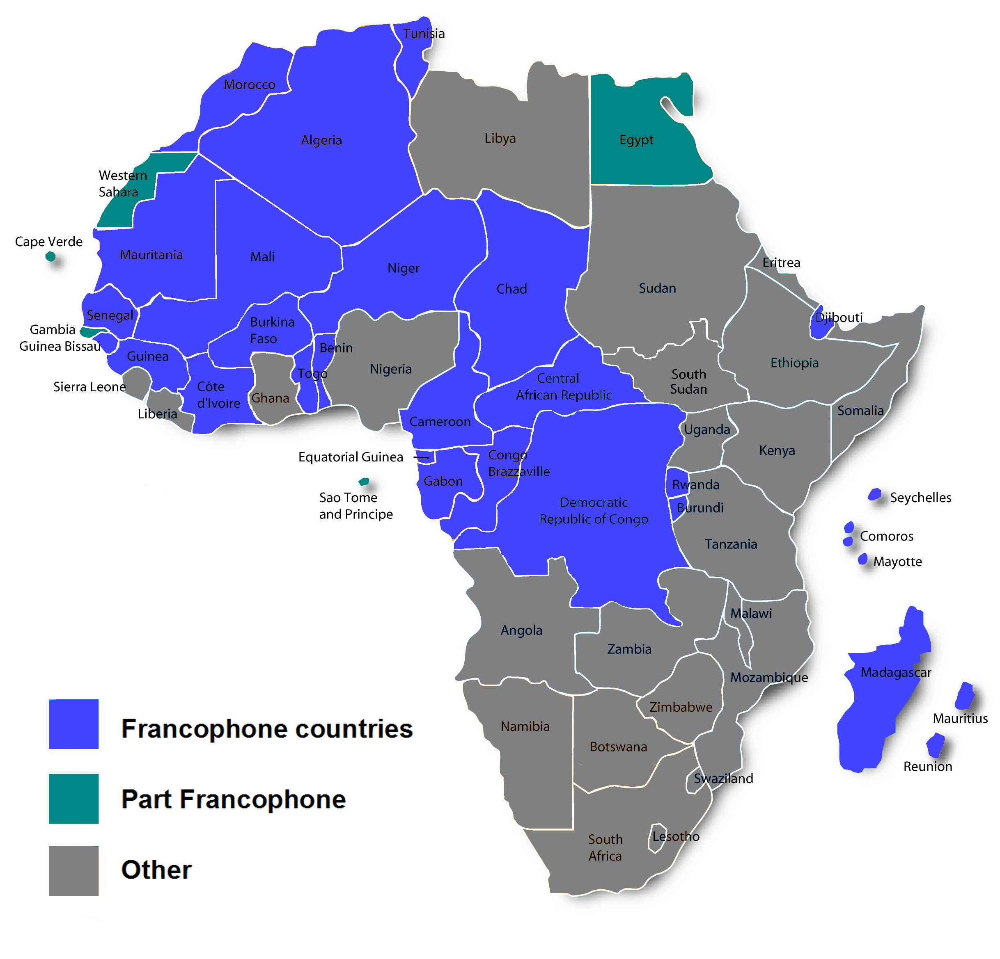 Tunisia
Morocco
Algeria
Libya
Egypt
Western
Sahara
Cape Verde
Mauritania
Mali
Niger
Chad
Sudan
Eritrea
Senegal
Gambia
Guinea Bissau
Burkina
Faso
Djibouti
Guinea
Benin
Nigeria
Togo
Ethiopia
Sierra Leone
Côte
d'Ivoire
Ghana
Central
African Republic
South
Sudan
Liberia
Cameroon
Somalia
Uganda
Kenya
Equatorial Guinea
Congo
Brazzaville
Gabon
Rwanda
Sao Tome
and Principe
Democratic
Republic of Congo
Burundi
Seychelles
Comoros
Tanzania
Mayotte
Malawi
Angola
Zambia
Mozambique
Madagascar
Zimbabwe
Mauritius
Namibia
Botswana
Reunion
Swaziland
Lesotho
South
Africa
Francophone countries
Part Francophone
Other